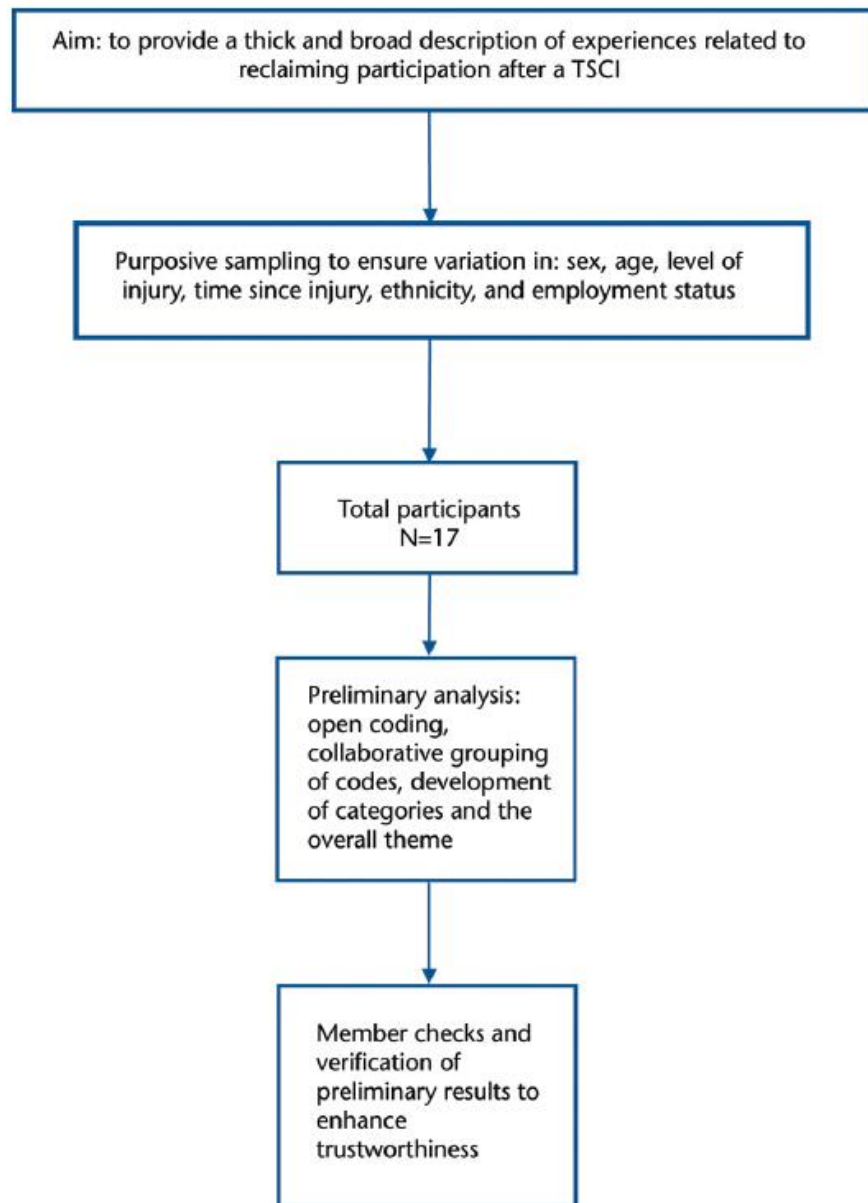 Aim: to provide a thick and broad description of experiences related to
reclaiming participation after a TSCI
Purposive sampling to ensure variation in: sex, age, level of
injury, time since injury, ethnicity, and employment status
Total participants
N=17
Preliminary analysis:
open coding,
collaborative grouping
of codes, development
of categories and the
overall theme
Member checks and
verification of
preliminary results to
enhance
trustworthiness